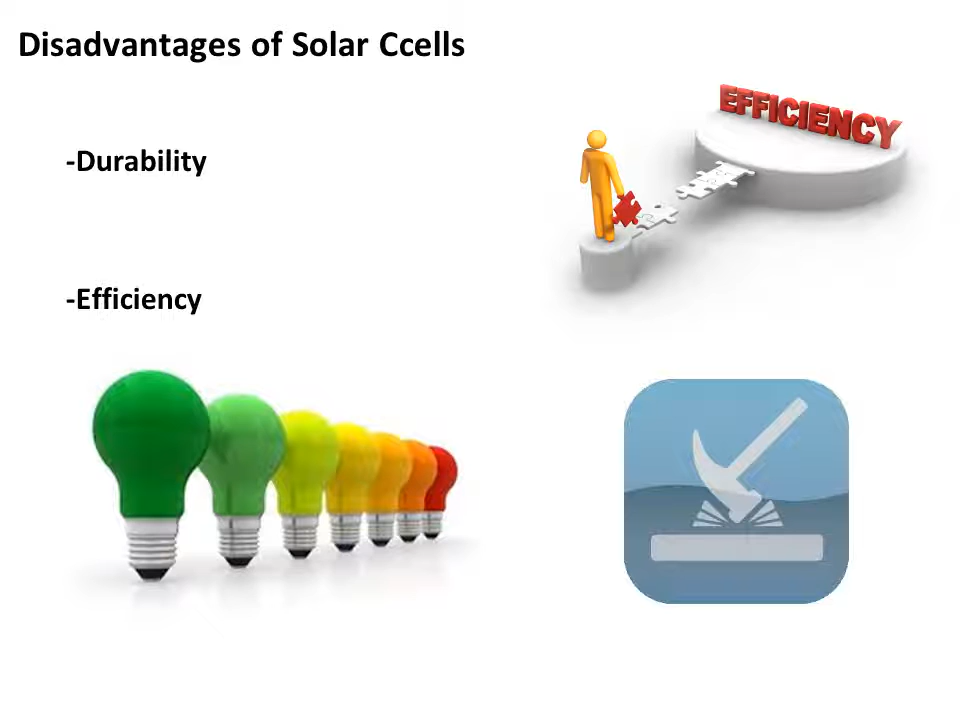 Disadvantages of Solar Ccells
EFFICIENCY
-Durability
-Efficiency